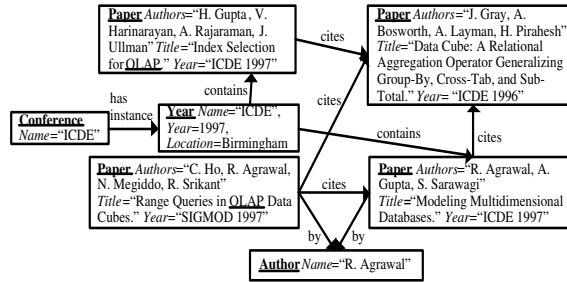 Paper Authors="H. Gupta, V.
Harinarayan, A. Rajaraman, J.
Ullman" Title="Index Selection
for OLAP." Year="ICDE 1997"
cites
Paper Authors="J. Gray, A.
Bosworth, A. Layman, H. Pirahesh"
Title="Data Cube: A Relational
Aggregation Operator Generalizing
Group-By, Cross-Tab, and Sub-
Total." Year= "ICDE 1996"
has
instance
contains
cites
Conference
Name="ICDE"
Year Name="ICDE",
Year=1997,
Location=Birmingham
contains
cites
Paper Authors="C. Ho, R. Agrawal,
N. Megiddo, R. Srikant"
Title="Range Queries in OLAP Data
Cubes." Year="SIGMOD 1997"
cites
Paper Authors="R. Agrawal, A.
Gupta, S. Sarawagi"
Title="Modeling Multidimensional
Databases." Year="ICDE 1997"
by
by
Author Name="R. Agrawal"